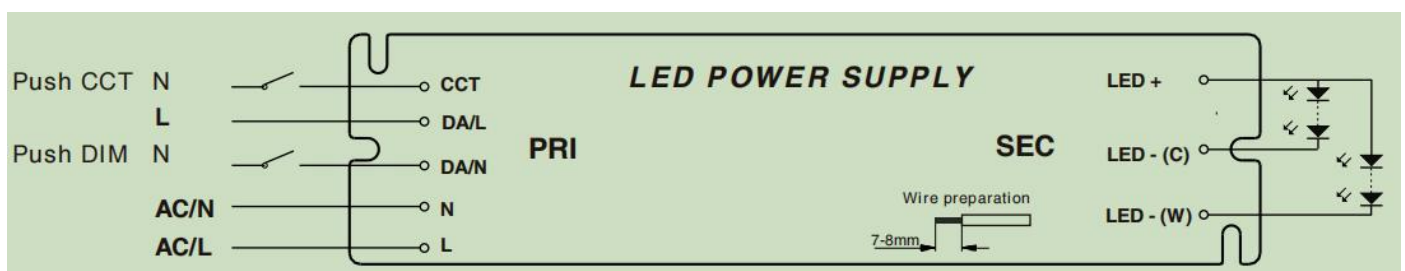 Push CCT N
L
Push DIM N
AC/N
AC/L
CCT
DA/L
DA/N
N
L
PRI
LED POWER SUPPLY
SEC
Wire preparation
7-8mm
LED +
LED - (C)
LED - (W)